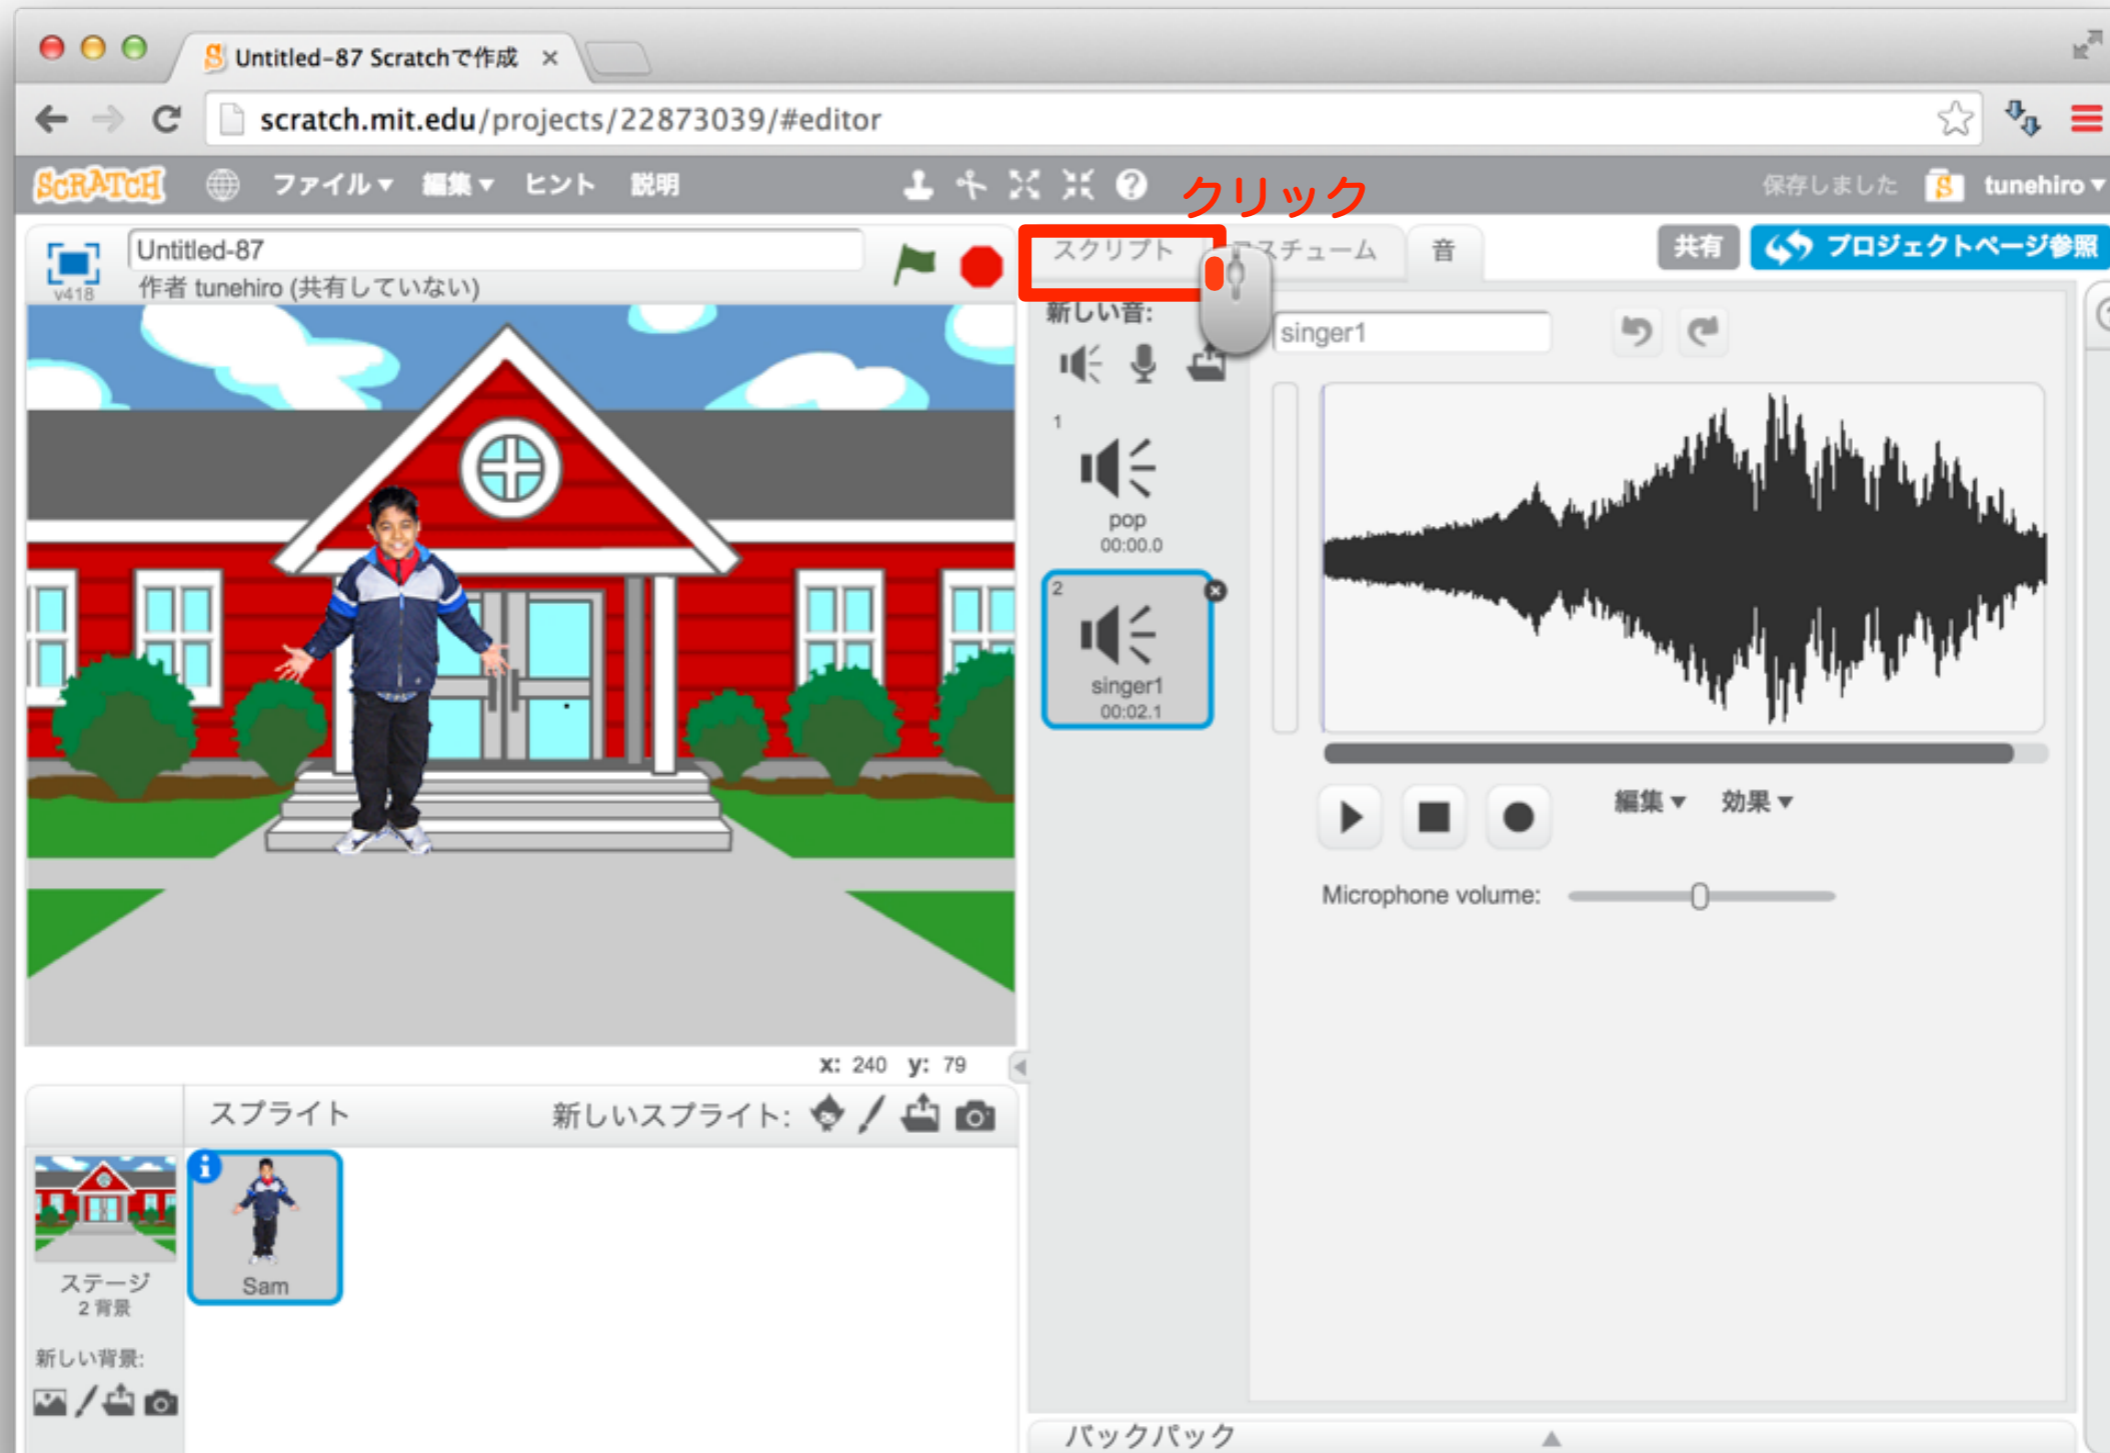 Untitled-87 Scratchで作成
scratch.mit.edu/projects/22873039/#editor
SCRATCH ファイル 編集 ヒント 説明
クリック
保存しました tunehiro
v418
Untitled-87
作者 tunehiro (共有していない)
スクリプト
スチューム 音
共有 プロジェクトページ参照
新しい音:
singer1
1
pop
00:00.0
2
singer1
00:02.1
編集 効果
Microphone volume:
x: 240 y: 79
スプライト 新しいスプライト:
ステージ
2 背景
Sam
新しい背景:
バックパック